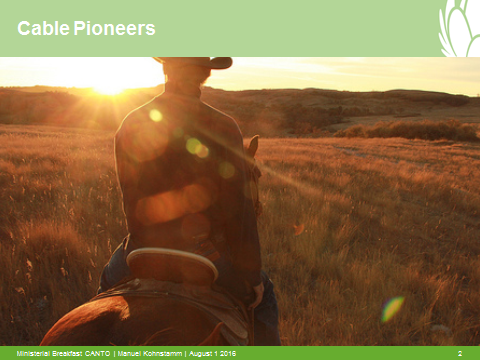 Cable Pioneers
Ministerial Breakfast CANTO | Manuel Kohnstamm | August 1 2016
2